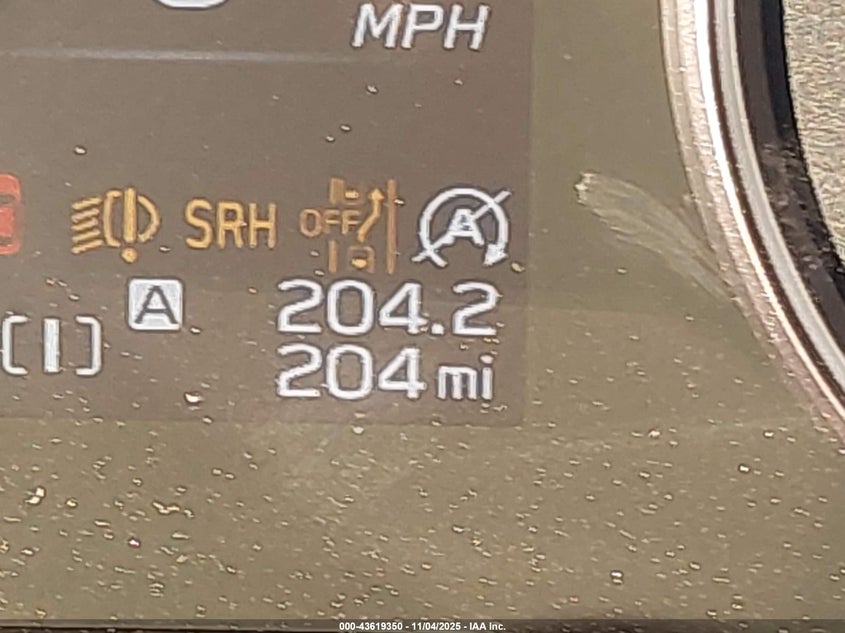 MPH
SRH OFF A
A 204.2
204 mi
000-43619350 - 11/04/2025 - IAA Inc.